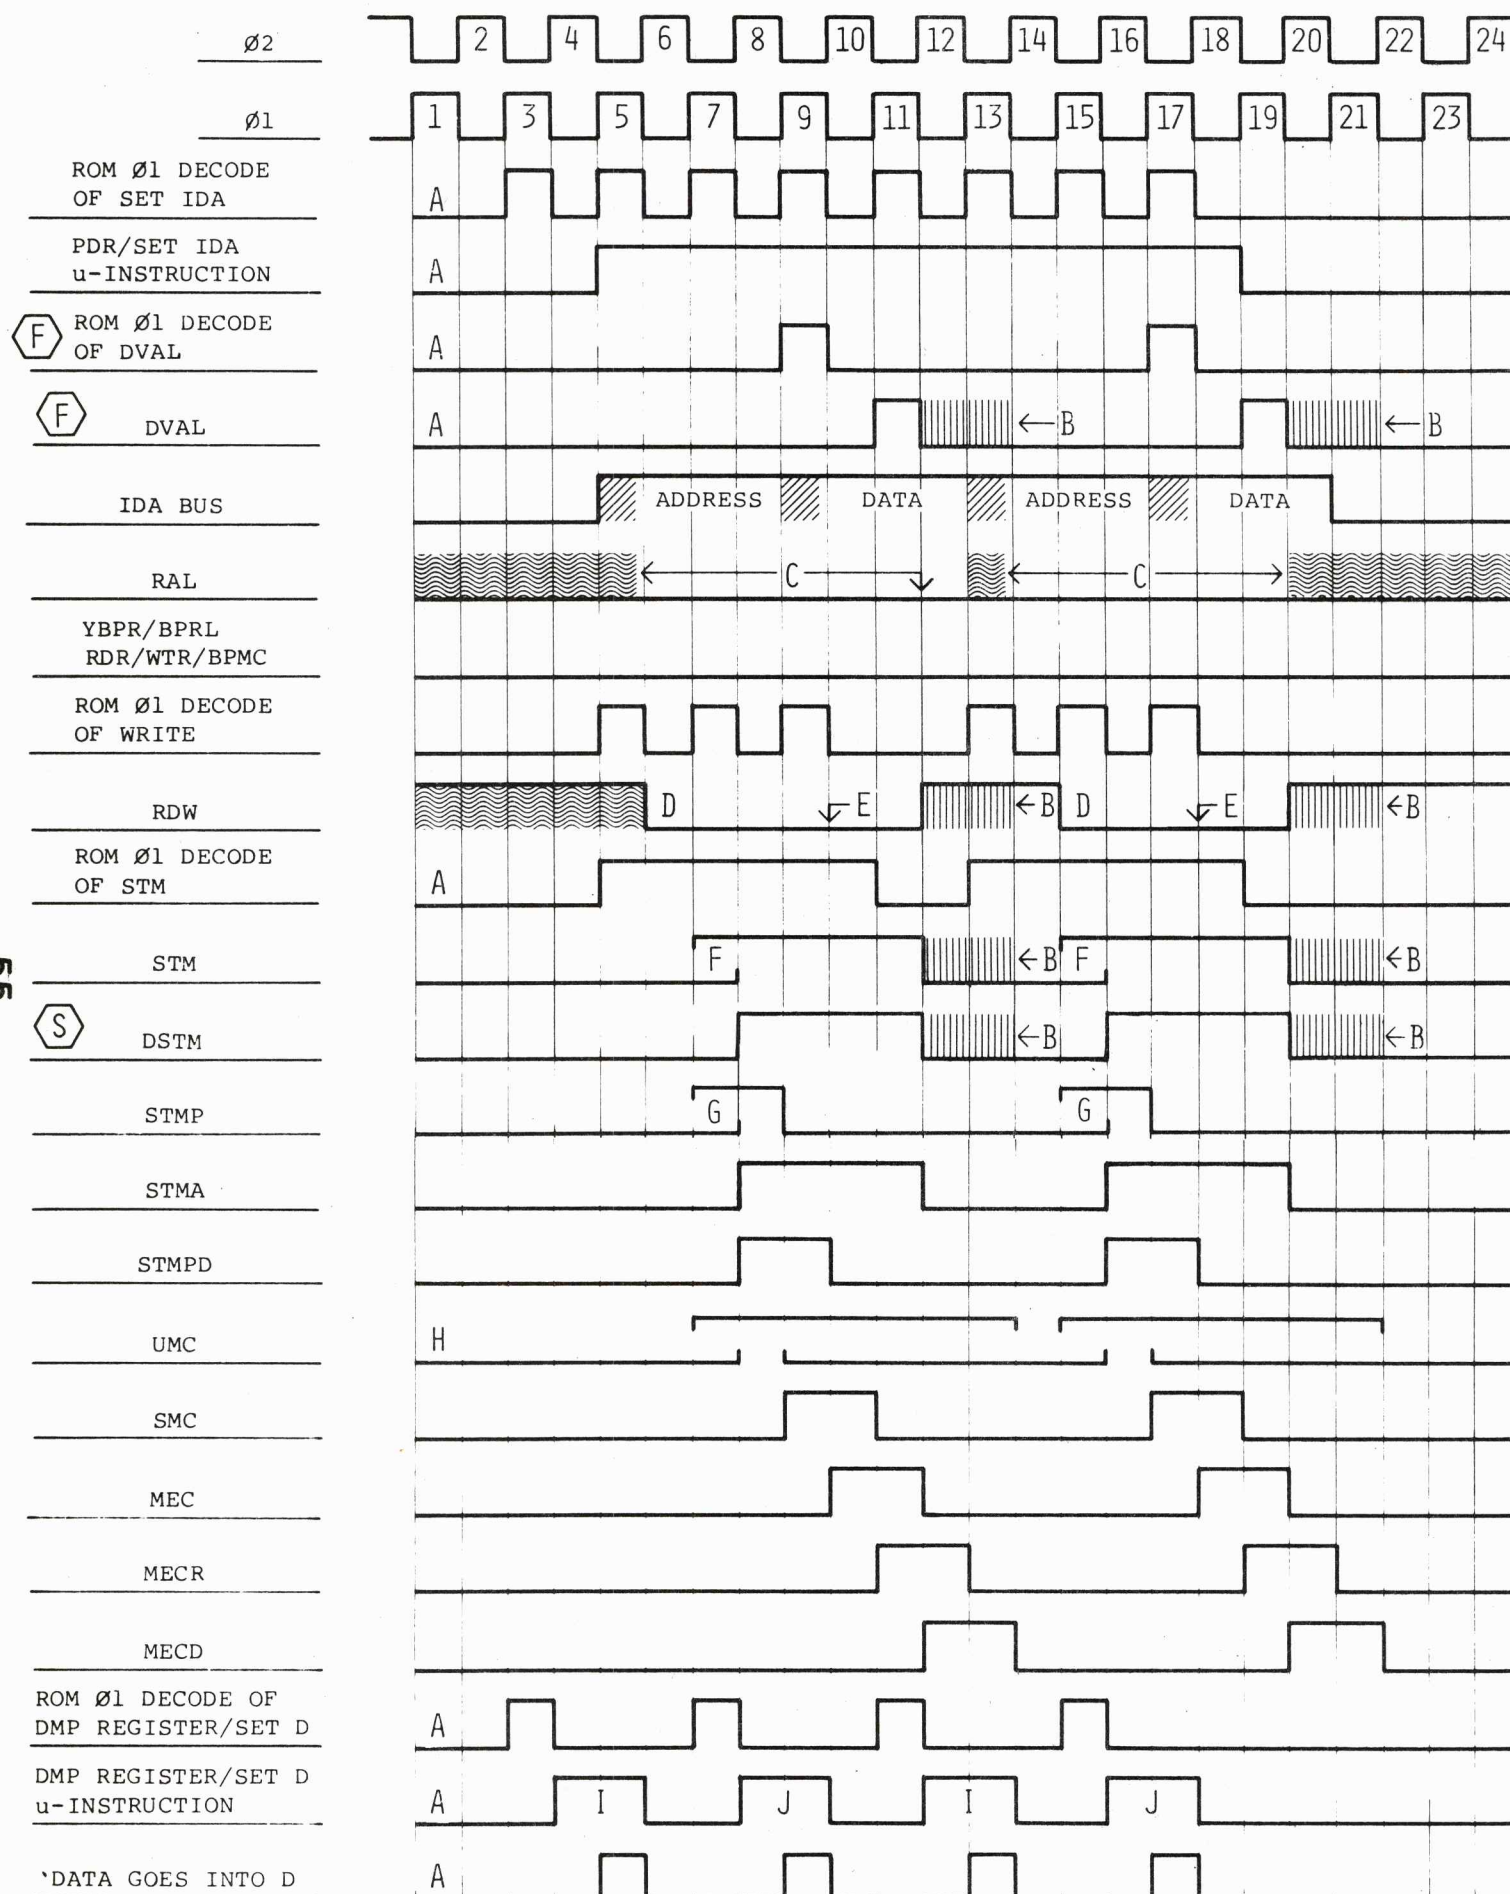 Ø2 2 4 6 8 10 12 14 16 18 20 22 24
Ø1 1 3 5 7 9 11 13 15 17 19 21 23
ROM Ø1 DECODE
OF SET IDA A
PDR/SET IDA
u-INSTRUCTION A
F ROM Ø1 DECODE
OF DVAL A
F DVAL A ←B ←B
IDA BUS ADDRESS DATA ADDRESS DATA
RAL C C
YBPR/BPRL
RDR/WTR/BPMC
ROM Ø1 DECODE
OF WRITE
RDW D E ←B D E ←B
ROM Ø1 DECODE
OF STM A
STM F ←B F ←B
55
S DSTM ←B ←B
STMP G G
STMA
STMPD
UMC H
SMC
MEC
MECR
MECD
ROM Ø1 DECODE OF
DMP REGISTER/SET D A
DMP REGISTER/SET D
u-INSTRUCTION A I J I J
DATA GOES INTO D A